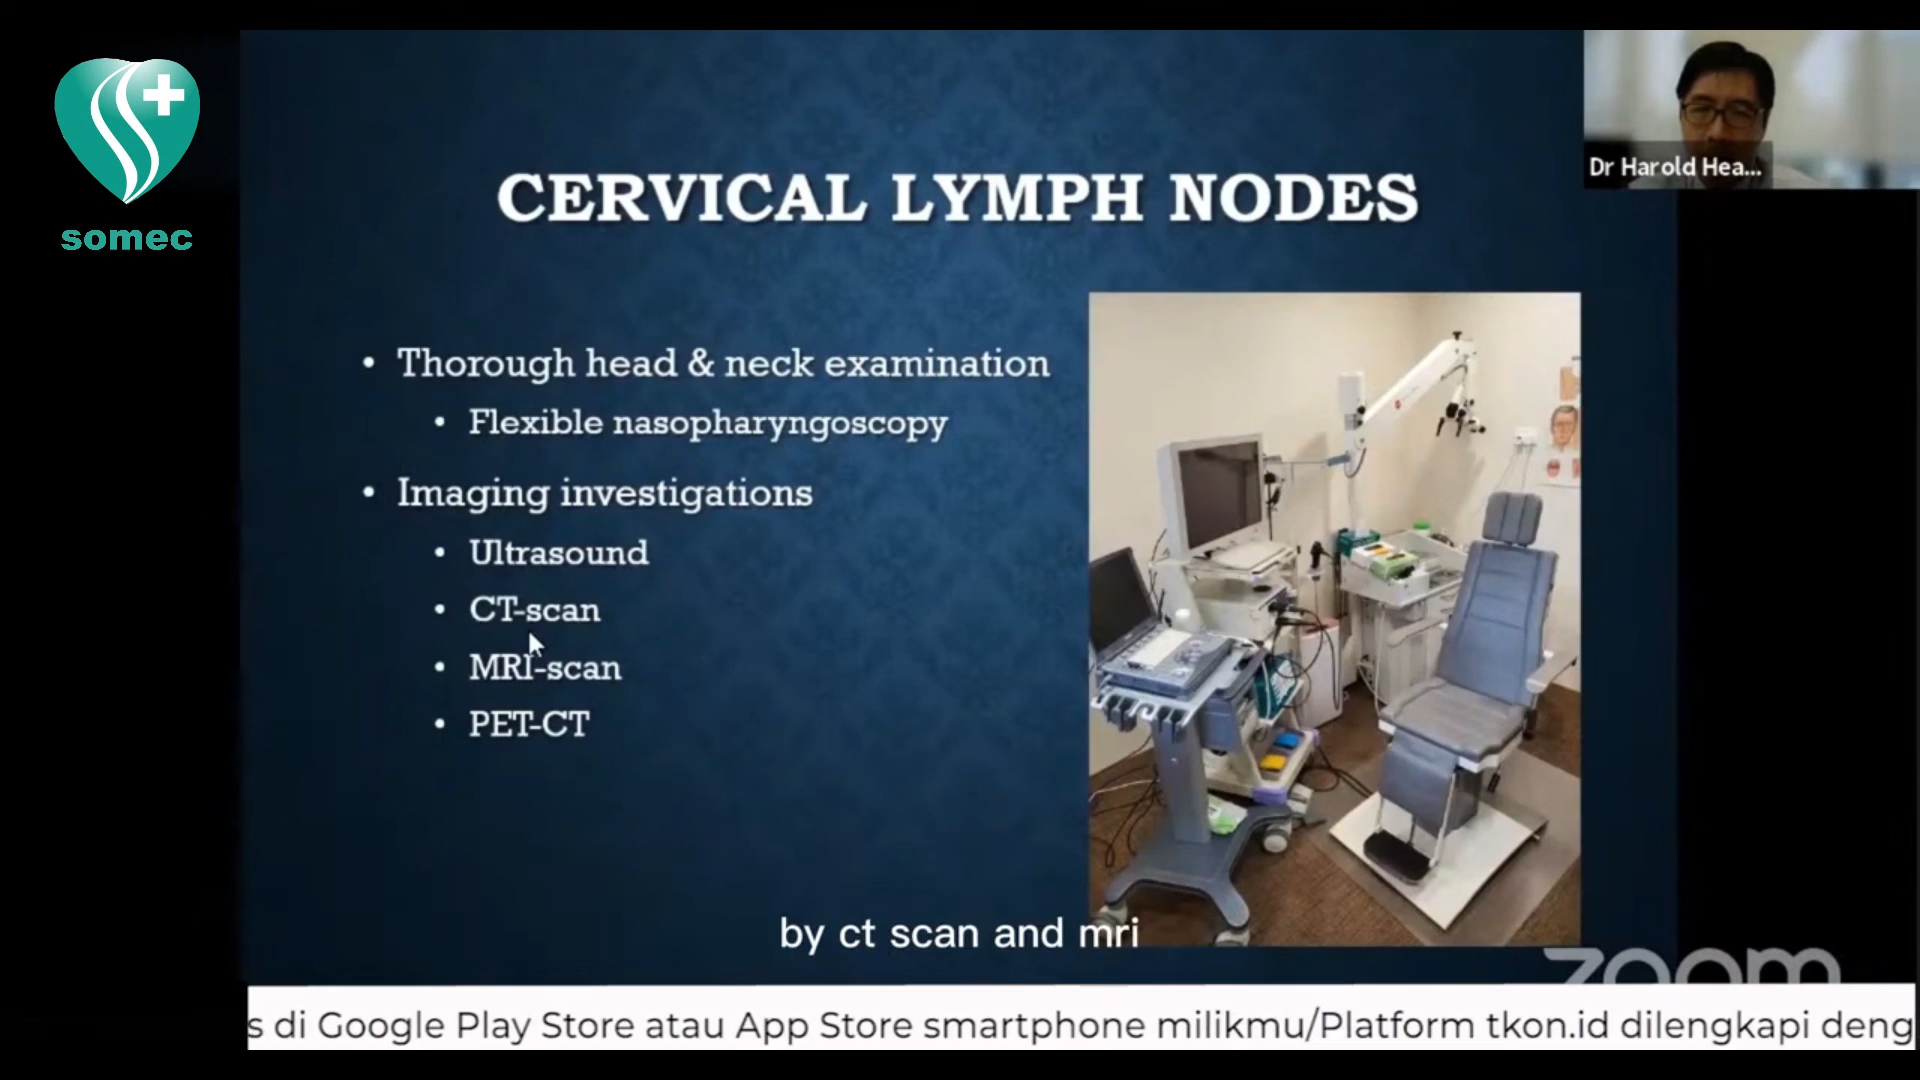 somec
Dr Harold Hea...
CERVICAL LYMPH NODES
• Thorough head & neck examination
• Flexible nasopharyngoscopy
• Imaging investigations
• Ultrasound
• CT-scan
• MRI-scan
• PET-CT
by ct scan and mri
zoom
s di Google Play Store atau App Store smartphone milikmu/Platform tkon.id dilengkapi deng